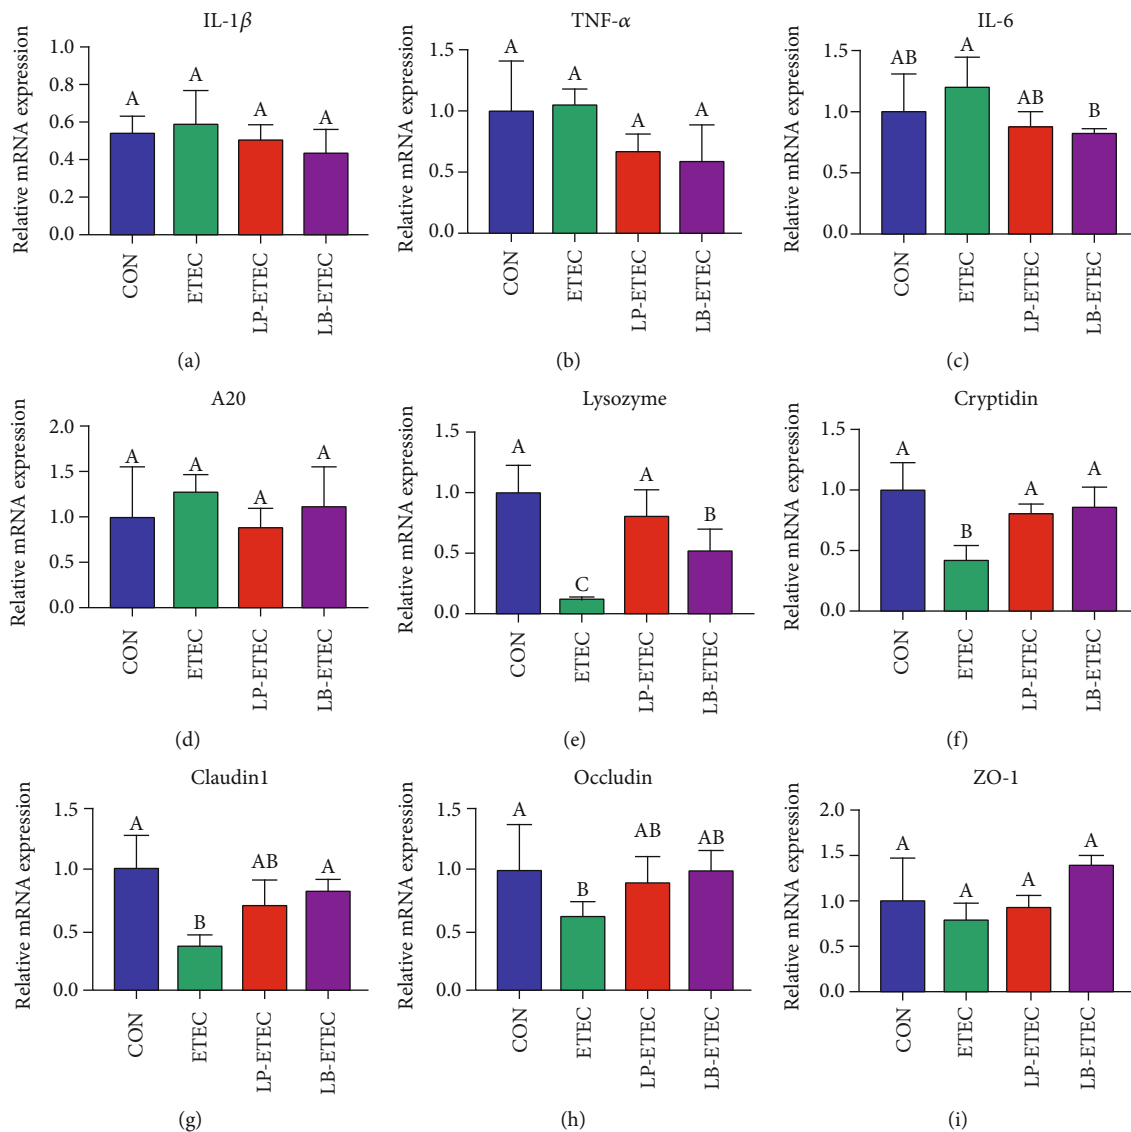 IL-1β
Relative mRNA expression
1.0
0.8
0.6
0.4
0.2
0.0
A
A
A
A
CON
ETEC
LP-ETEC
LB-ETEC
(a)
TNF-α
Relative mRNA expression
1.5
1.0
0.5
0.0
A
A
A
A
CON
ETEC
LP-ETEC
LB-ETEC
(b)
IL-6
Relative mRNA expression
1.5
1.0
0.5
0.0
AB
A
AB
B
CON
ETEC
LP-ETEC
LB-ETEC
(c)
A20
Relative mRNA expression
2.0
1.5
1.0
0.5
0.0
A
A
A
A
CON
ETEC
LP-ETEC
LB-ETEC
(d)
Lysozyme
Relative mRNA expression
1.5
1.0
0.5
0.0
A
C
A
B
CON
ETEC
LP-ETEC
LB-ETEC
(e)
Cryptidin
Relative mRNA expression
1.5
1.0
0.5
0.0
A
B
A
A
CON
ETEC
LP-ETEC
LB-ETEC
(f)
Claudin1
Relative mRNA expression
1.5
1.0
0.5
0.0
A
B
AB
A
CON
ETEC
LP-ETEC
LB-ETEC
(g)
Occludin
Relative mRNA expression
1.5
1.0
0.5
0.0
A
B
AB
AB
CON
ETEC
LP-ETEC
LB-ETEC
(h)
ZO-1
Relative mRNA expression
2.0
1.5
1.0
0.5
0.0
A
A
A
A
CON
ETEC
LP-ETEC
LB-ETEC
(i)